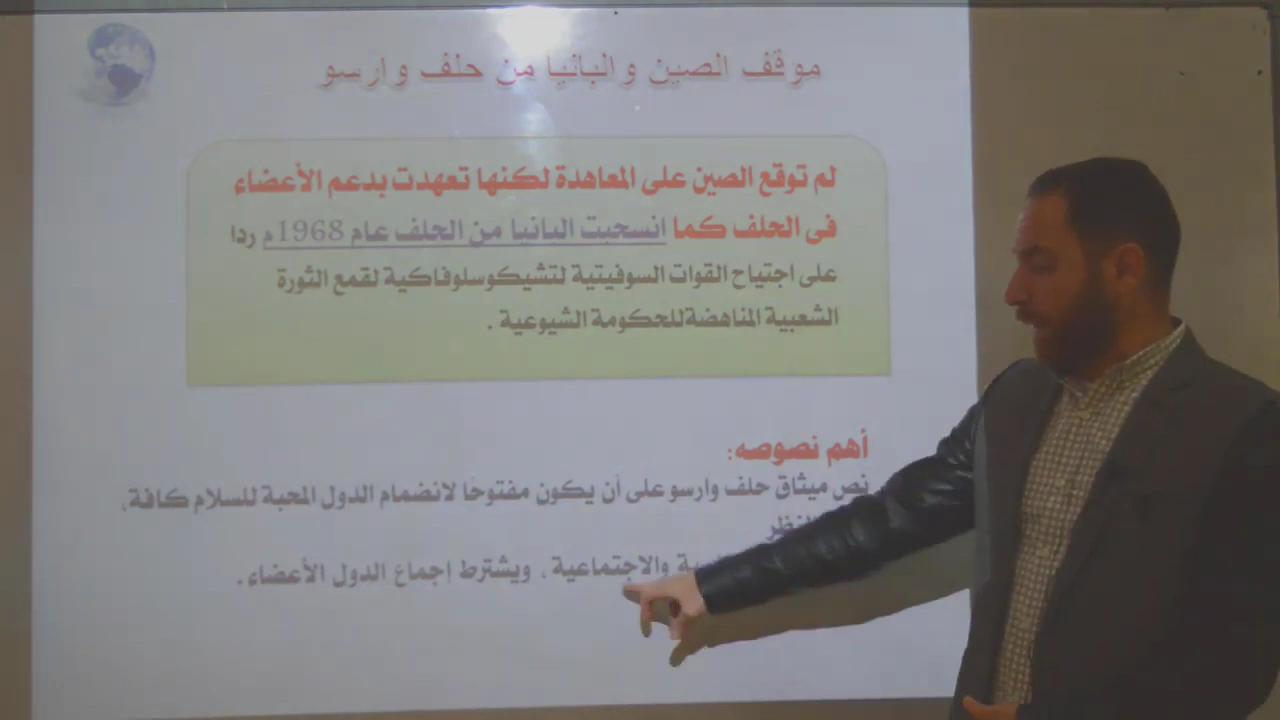 موقف الصين والبانيا من حلف وارسو
لم توقع الصين على المعاهدة لكنها تعهدت بدعم الأعضاء
فى الحلف كما انسحبت البانيا من الحلف عام 1968م ردا
على اجتياح القوات السوفيتية لتشيكوسلوفاكية لقمع الثورة
الشعبية المناهضة للحكومة الشيوعية .
أهم نصوصه:
نص ميثاق حلف وارسو على أن يكون مفتوحا لانضمام الدول المحبة للسلام كافة،
النظر
والاجتماعية ، ويشترط اجماع الدول الأعضاء .